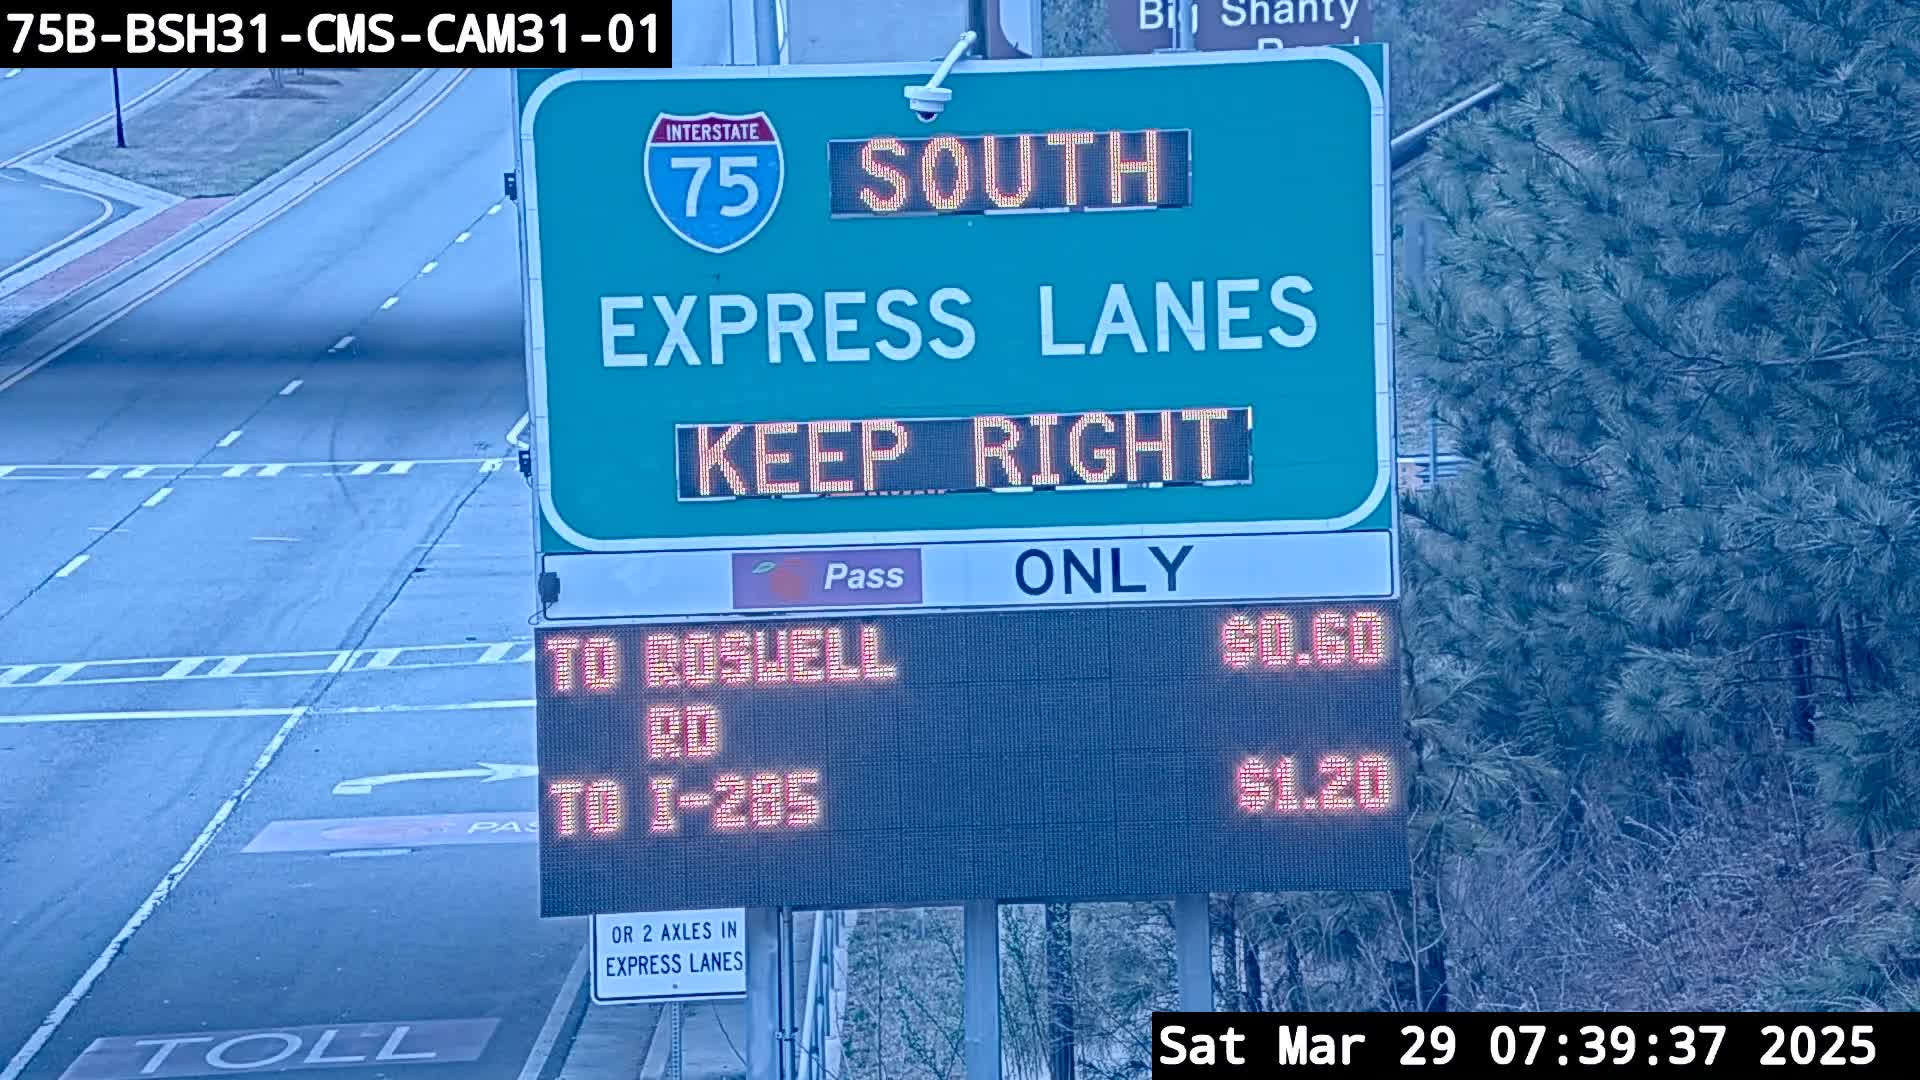 75B-BSH31-CMS-CAM31-01
Big Shanty
INTERSTATE
75
SOUTH
EXPRESS LANES
KEEP RIGHT
Pass
ONLY
TO ROSWELL $0.60
RD
TO I-285 $1.20
OR 2 AXLES IN
EXPRESS LANES
TOLL
Sat Mar 29 07:39:37 2025